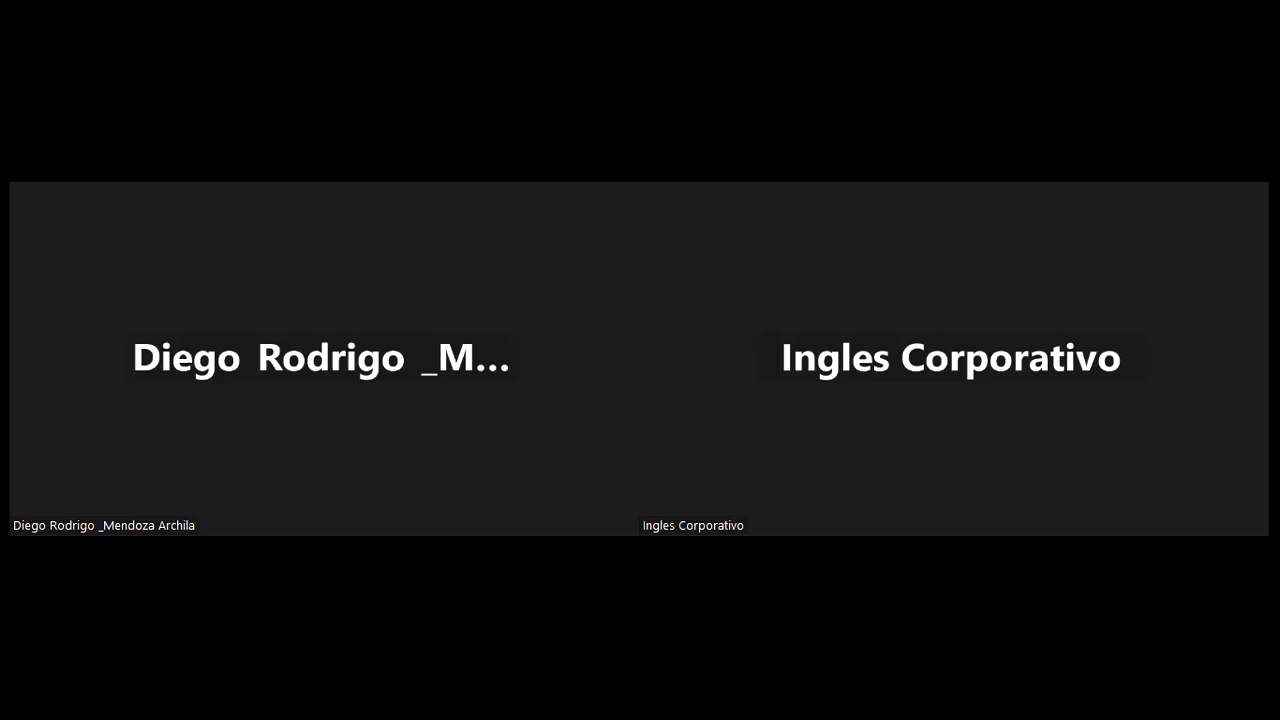 Diego Rodrigo _M...
Ingles Corporativo
Diego Rodrigo _Mendoza Archila
Ingles Corporativo